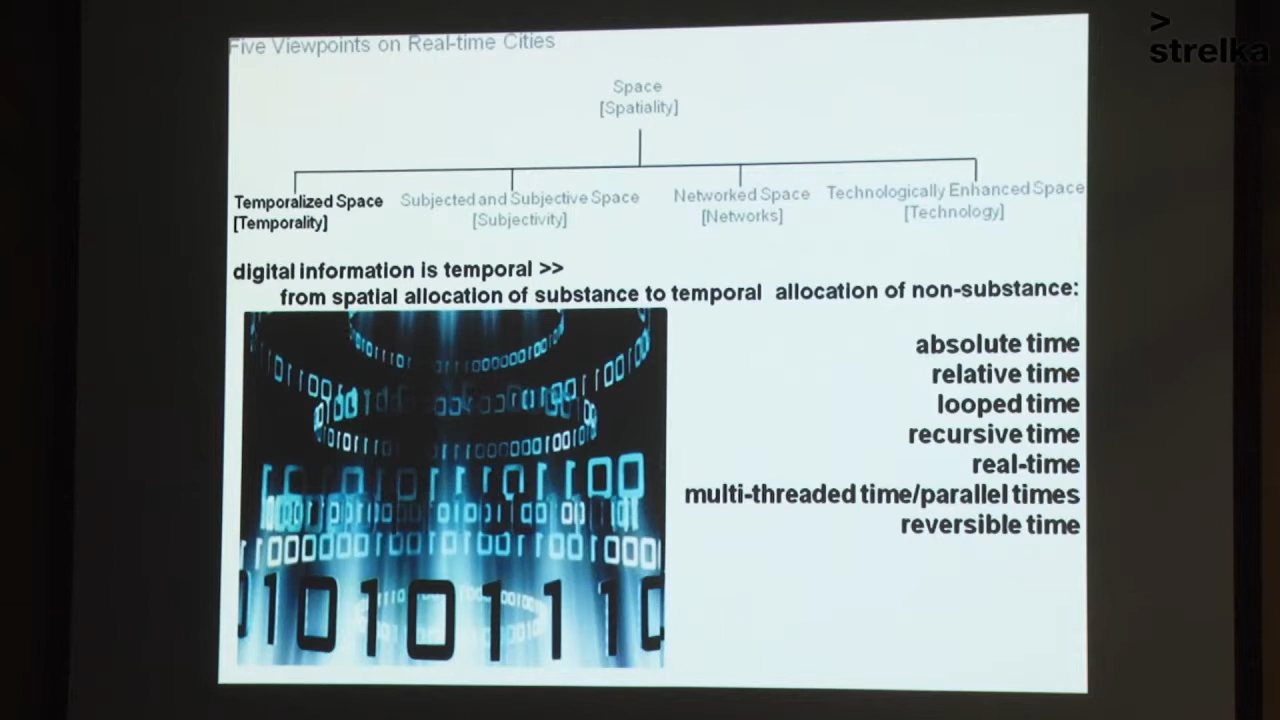 Five Viewpoints on Real-time Cities
>
strelka
Space
[Spatiality]
Temporalized Space
[Temporality]
Subjected and Subjective Space
[Subjectivity]
Networked Space
[Networks]
Technologically Enhanced Space
[Technology]
digital information is temporal >>
from spatial allocation of substance to temporal allocation of non-substance:
absolute time
relative time
looped time
recursive time
real-time
multi-threaded time/parallel times
reversible time
010101110